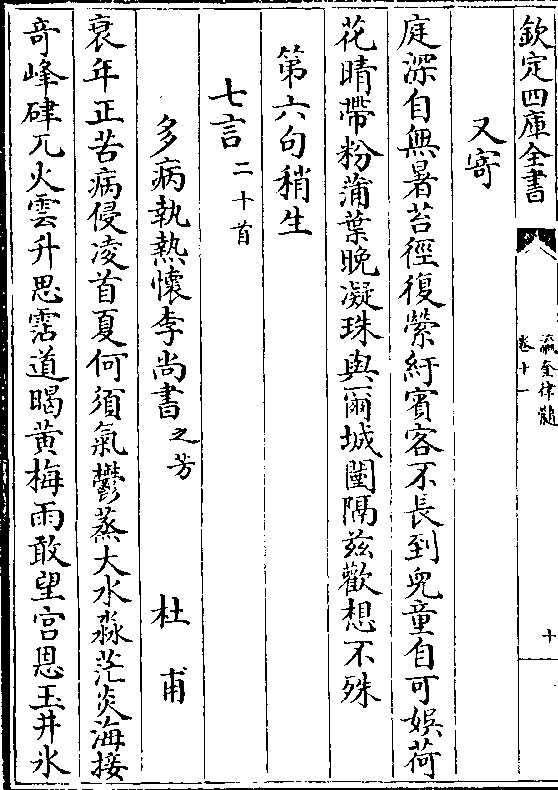 欽定四庫全書
瀛奎律髓
卷十一
十
又寄
庭深自無暑苔徑復縈紆賓客不長到兒童自可娛荷
花晴帶粉蒲葉晚凝珠與爾城闉隔茲歡想不殊
第六句稍生
七言二十首
多病執熱懷李尚書之芳
杜甫
衰年正苦病侵凌首夏何須氣鬱蒸大水淼茫炎海接
奇峰硉兀火雲升思霑道暍黃梅雨敢望宮恩玉井氷